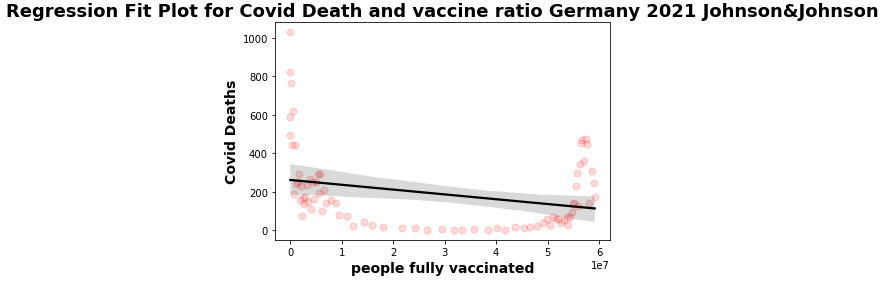 Regression Fit Plot for Covid Death and vaccine ratio Germany 2021 Johnson&Johnson
1000
800
600
400
200
0
Covid Deaths
0 1 2 3 4 5 6
1e7
people fully vaccinated